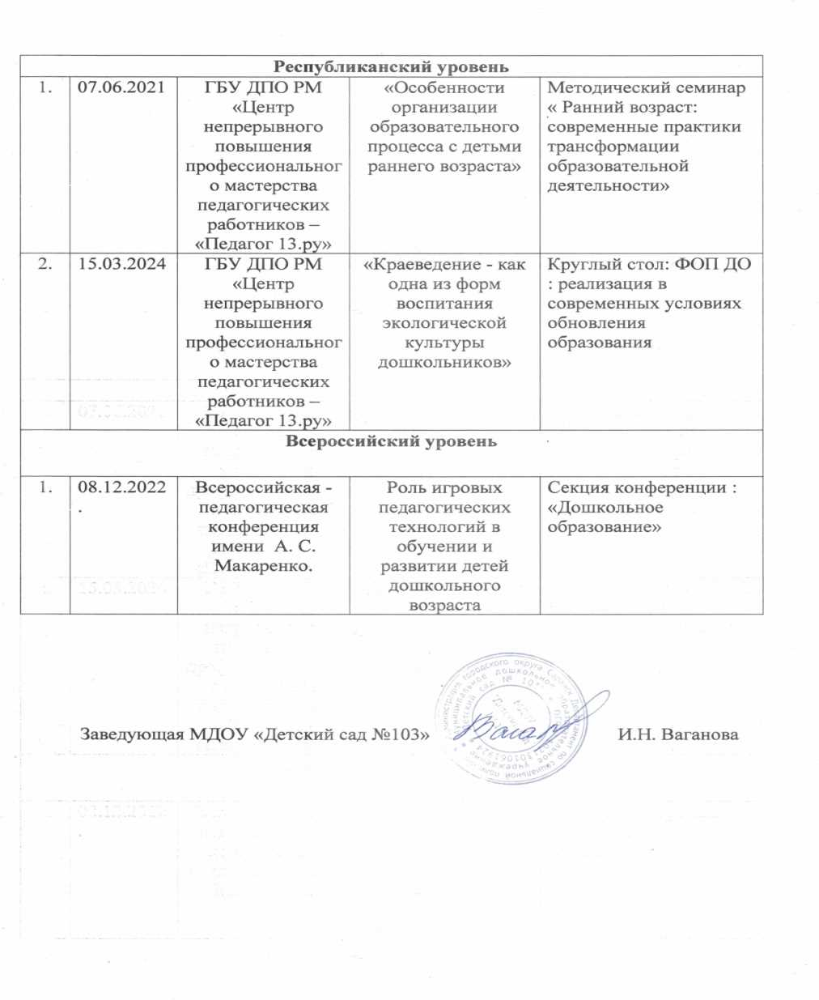 Республиканский уровень
1.
07.06.2021
ГБУ ДПО РМ
«Центр
непрерывного
повышения
профессиональног
о мастерства
педагогических
работников –
«Педагог 13.ру»
«Особенности
организации
образовательного
процесса с детьми
раннего возраста»
Методический семинар
« Ранний возраст:
современные практики
трансформации
образовательной
деятельности»
2.
15.03.2024
ГБУ ДПО РМ
«Центр
непрерывного
повышения
профессиональног
о мастерства
педагогических
работников –
«Педагог 13.ру»
«Краеведение - как
одна из форм
воспитания
экологической
культуры
дошкольников»
Круглый стол: ФОП ДО
: реализация в
современных условиях
обновления
образования
Всероссийский уровень
1.
08.12.2022
.
Всероссийская -
педагогическая
конференция
имени А. С.
Макаренко.
Роль игровых
педагогических
технологий в
обучении и
развитии детей
дошкольного
возраста
Секция конференции :
«Дошкольное
образование»
Заведующая МДОУ «Детский сад №103»
И.Н. Ваганова